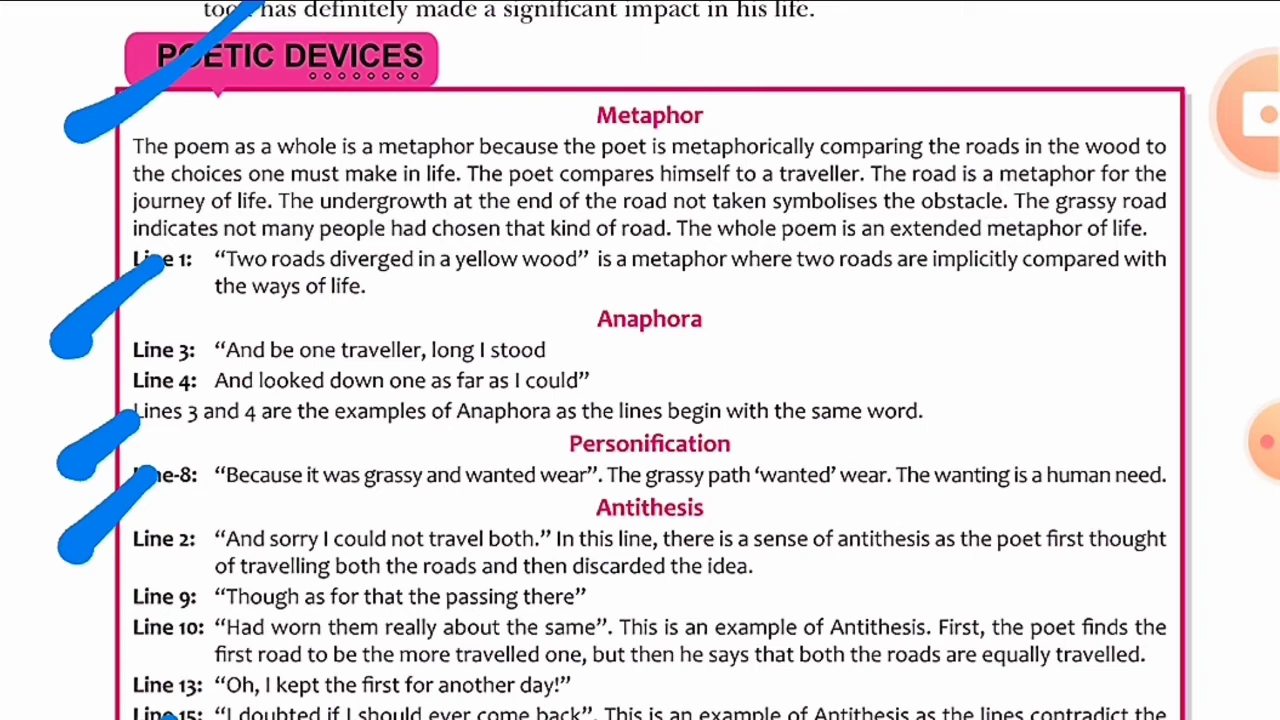 took has definitely made a significant impact in his life.
POETIC DEVICES
Metaphor
The poem as a whole is a metaphor because the poet is metaphorically comparing the roads in the wood to
the choices one must make in life. The poet compares himself to a traveller. The road is a metaphor for the
journey of life. The undergrowth at the end of the road not taken symbolises the obstacle. The grassy road
indicates not many people had chosen that kind of road. The whole poem is an extended metaphor of life.
Line 1: “Two roads diverged in a yellow wood” is a metaphor where two roads are implicitly compared with
the ways of life.
Anaphora
Line 3: “And be one traveller, long I stood
Line 4: And looked down one as far as I could”
Lines 3 and 4 are the examples of Anaphora as the lines begin with the same word.
Personification
Line-8: “Because it was grassy and wanted wear”. The grassy path ‘wanted’ wear. The wanting is a human need.
Antithesis
Line 2: “And sorry I could not travel both.” In this line, there is a sense of antithesis as the poet first thought
of travelling both the roads and then discarded the idea.
Line 9: “Though as for that the passing there”
Line 10: “Had worn them really about the same”. This is an example of Antithesis. First, the poet finds the
first road to be the more travelled one, but then he says that both the roads are equally travelled.
Line 13: “Oh, I kept the first for another day!”
Line 15: “I doubted if I should ever come back”. This is an example of Antithesis as the lines contradict the